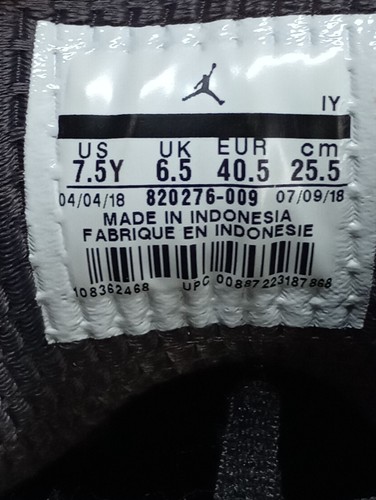 IY
US UK EUR cm
7.5Y 6.5 40.5 25.5
04/04/18 820276-009 07/09/18
MADE IN INDONESIA
FABRIQUE EN INDONESIE
108362468 UPC 00887223187868